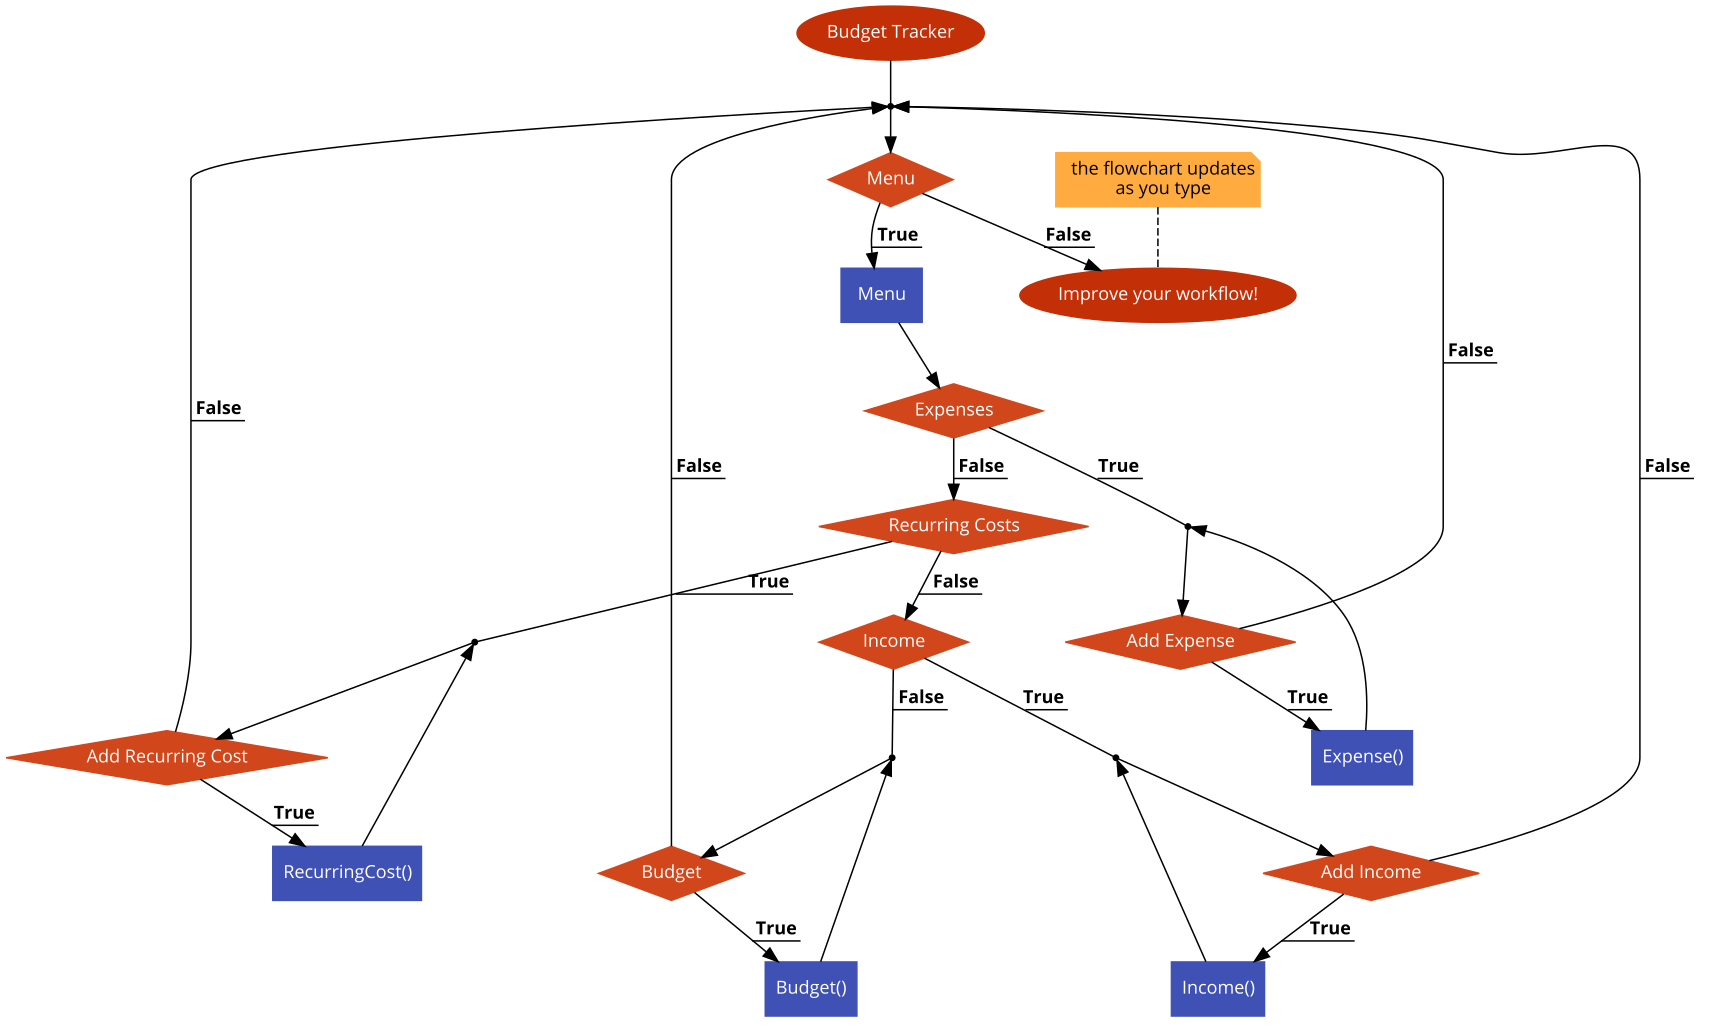 Budget Tracker
Menu
the flowchart updates
as you type
True
False
Menu
Improve your workflow!
False
Expenses
False
False
False
True
False
Recurring Costs
True
False
Income
Add Expense
False
True
True
Add Recurring Cost
Expense()
True
RecurringCost()
Budget
Add Income
True
True
Budget()
Income()